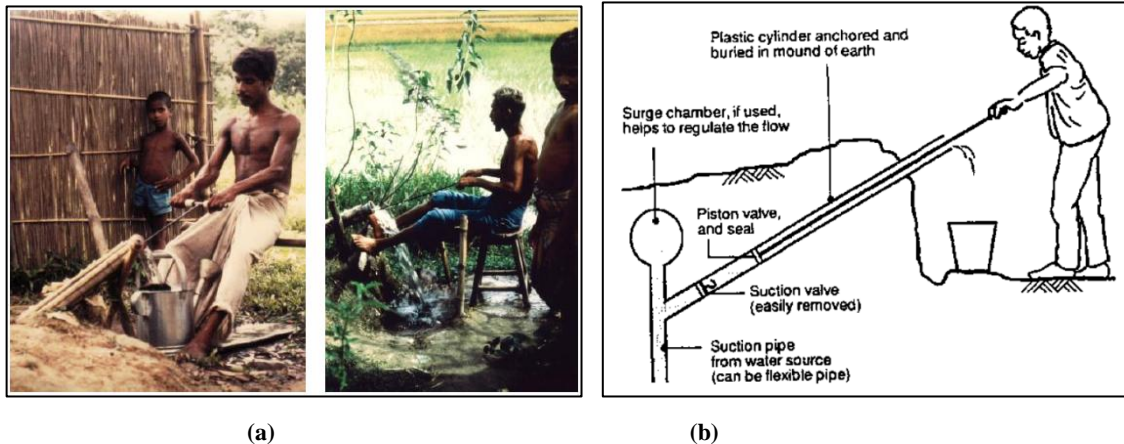 Plastic cylinder anchored and
buried in mound of earth
Surge chamber, if used,
helps to regulate the flow
Piston valve,
and seal
Suction valve
(easily removed)
Suction pipe
from water source
(can be flexible pipe)
(a)
(b)